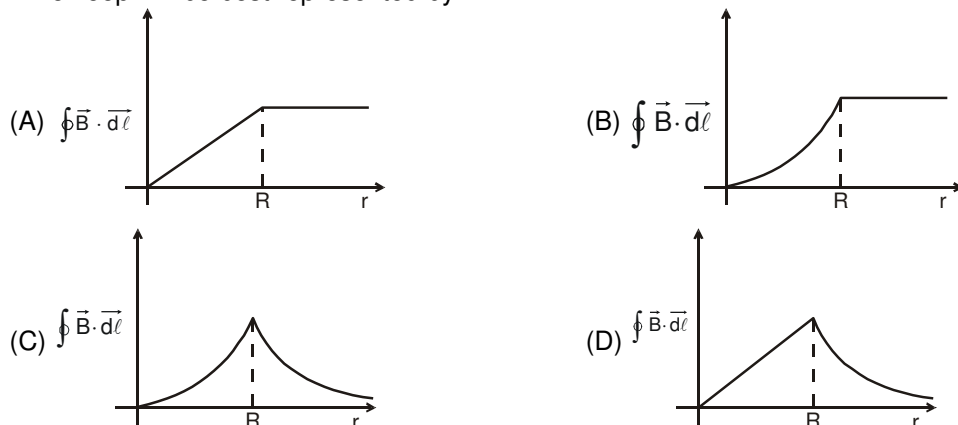 (A) ∮ B⃗ · dℓ⃗
R r
(B) ∮ B⃗ · dℓ⃗
R r
(C) ∮ B⃗ · dℓ⃗
R r
(D) ∮ B⃗ · dℓ⃗
R r